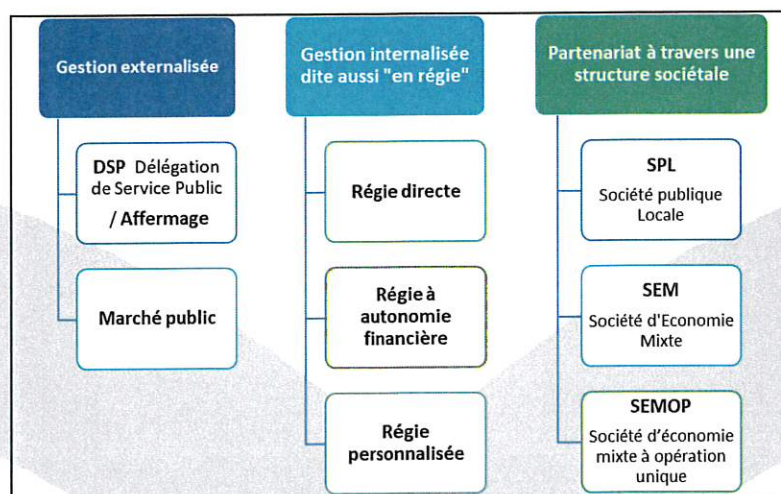 Gestion externalisée
DSP Délégation
de Service Public
/ Affermage
Marché public
Gestion internalisée
dite aussi "en régie"
Régie directe
Régie à
autonomie
financière
Régie
personnalisée
Partenariat à travers une
structure sociétale
SPL
Société publique
Locale
SEM
Société d'Economie
Mixte
SEMOP
Société d'économie
mixte à opération
unique